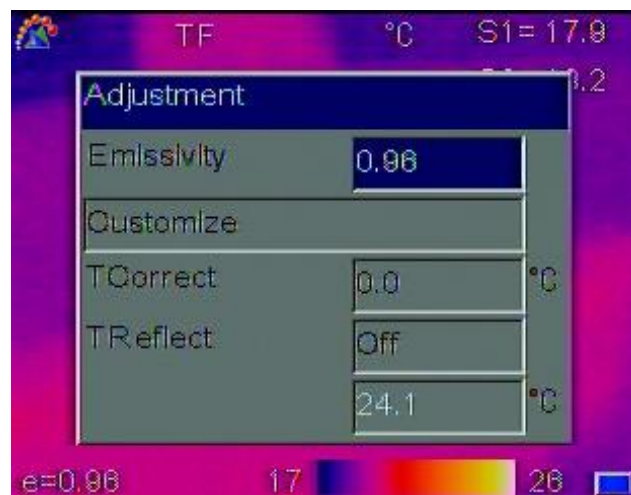 TF °C S1= 17.9
Adjustment
Emissivity 0.96
Customize
TCorrect 0.0 °C
TReflect Off
24.1 °C
e=0.96 17 26